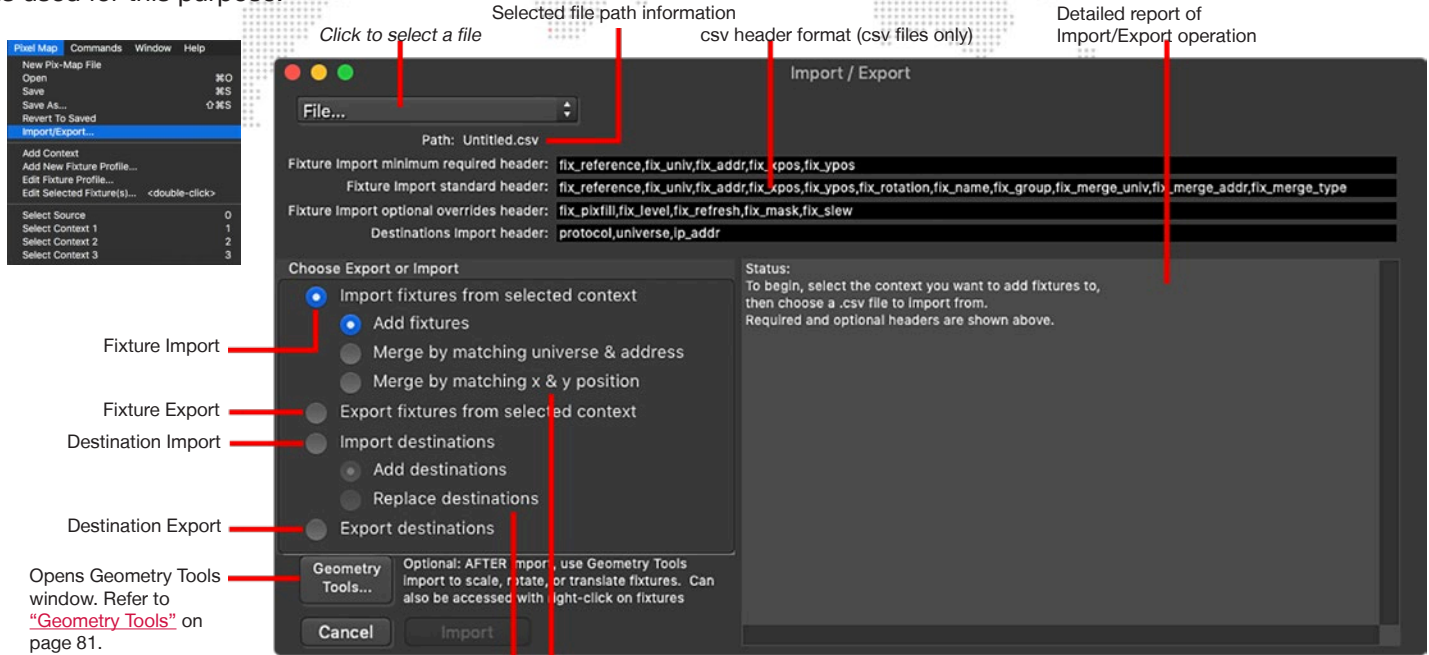 is used for this purpose.
Selected file path information
Click to select a file
csv header format (csv files only)
Detailed report of
Import/Export operation
Pixel Map Commands Window Help
New Pix-Map File
Open ⌘O
Save ⌘S
Save As... ⇧⌘S
Revert To Saved
Import/Export...
Add Context
Add New Fixture Profile...
Edit Fixture Profile...
Edit Selected Fixture(s)... <double-click>
Select Source 0
Select Context 1 1
Select Context 2 2
Select Context 3 3
Import / Export
File...
Path: Untitled.csv
Fixture Import minimum required header: fix_reference,fix_univ,fix_addr,fix_xpos,fix_ypos
Fixture Import standard header: fix_reference,fix_univ,fix_addr,fix_xpos,fix_ypos,fix_rotation,fix_name,fix_group,fix_merge_univ,fix_merge_addr,fix_merge_type
Fixture Import optional overrides header: fix_pixfill,fix_level,fix_refresh,fix_mask,fix_slew
Destinations Import header: protocol,universe,ip_addr
Choose Export or Import
Import fixtures from selected context
Add fixtures
Merge by matching universe & address
Merge by matching x & y position
Export fixtures from selected context
Import destinations
Add destinations
Replace destinations
Export destinations
Status:
To begin, select the context you want to add fixtures to,
then choose a .csv file to import from.
Required and optional headers are shown above.
Fixture Import
Fixture Export
Destination Import
Destination Export
Opens Geometry Tools
window. Refer to
"Geometry Tools" on
page 81.
Geometry
Tools...
Optional: AFTER import, use Geometry Tools
import to scale, rotate, or translate fixtures. Can
also be accessed with right-click on fixtures
Cancel
Import